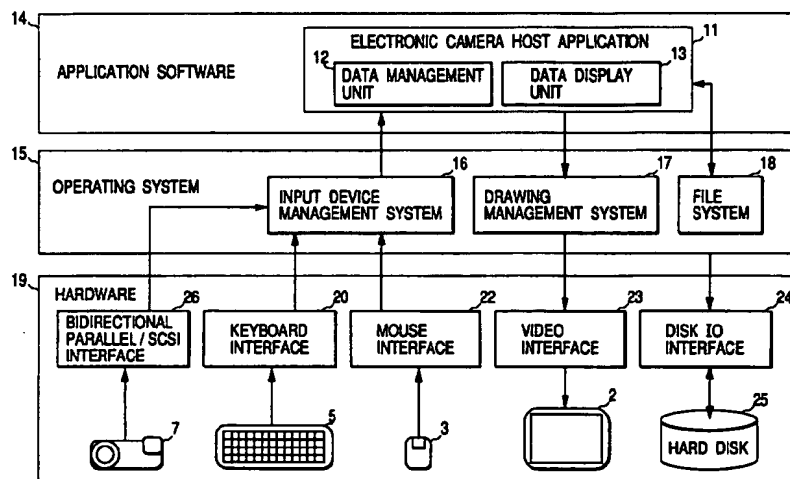 14
11
ELECTRONIC CAMERA HOST APPLICATION
12
13
APPLICATION SOFTWARE
DATA MANAGEMENT
UNIT
DATA DISPLAY
UNIT
15
16
17
18
OPERATING SYSTEM
INPUT DEVICE
MANAGEMENT SYSTEM
DRAWING
MANAGEMENT SYSTEM
FILE
SYSTEM
19
HARDWARE
26
20
22
23
24
BIDIRECTIONAL
PARALLEL/SCSI
INTERFACE
KEYBOARD
INTERFACE
MOUSE
INTERFACE
VIDEO
INTERFACE
DISK IO
INTERFACE
7
5
3
2
25
HARD DISK